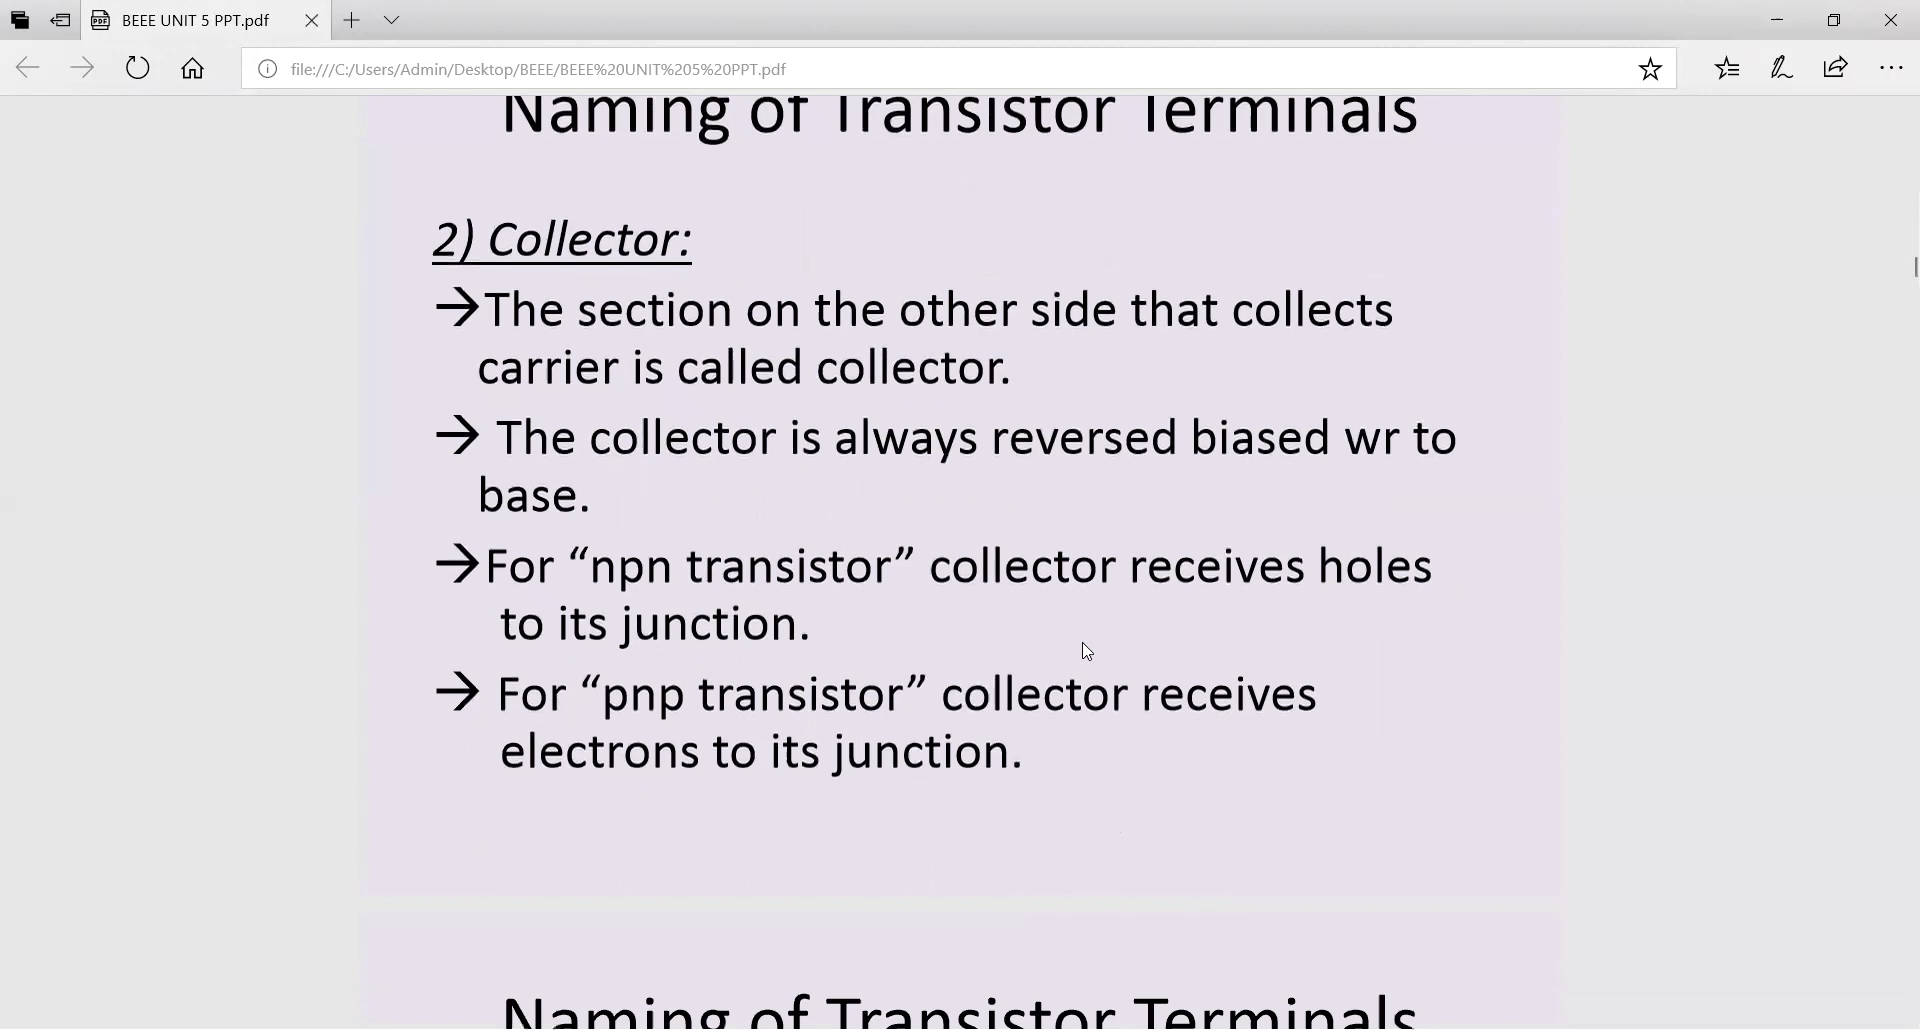 BEEE UNIT 5 PPT.pdf
file:///C:/Users/Admin/Desktop/BEEE/BEEE%20UNIT%205%20PPT.pdf
Naming of Transistor Terminals
2) Collector:
→The section on the other side that collects
carrier is called collector.
→ The collector is always reversed biased wr to
base.
→For “npn transistor” collector receives holes
to its junction.
→ For “pnp transistor” collector receives
electrons to its junction.
Naming of Transistor Terminals